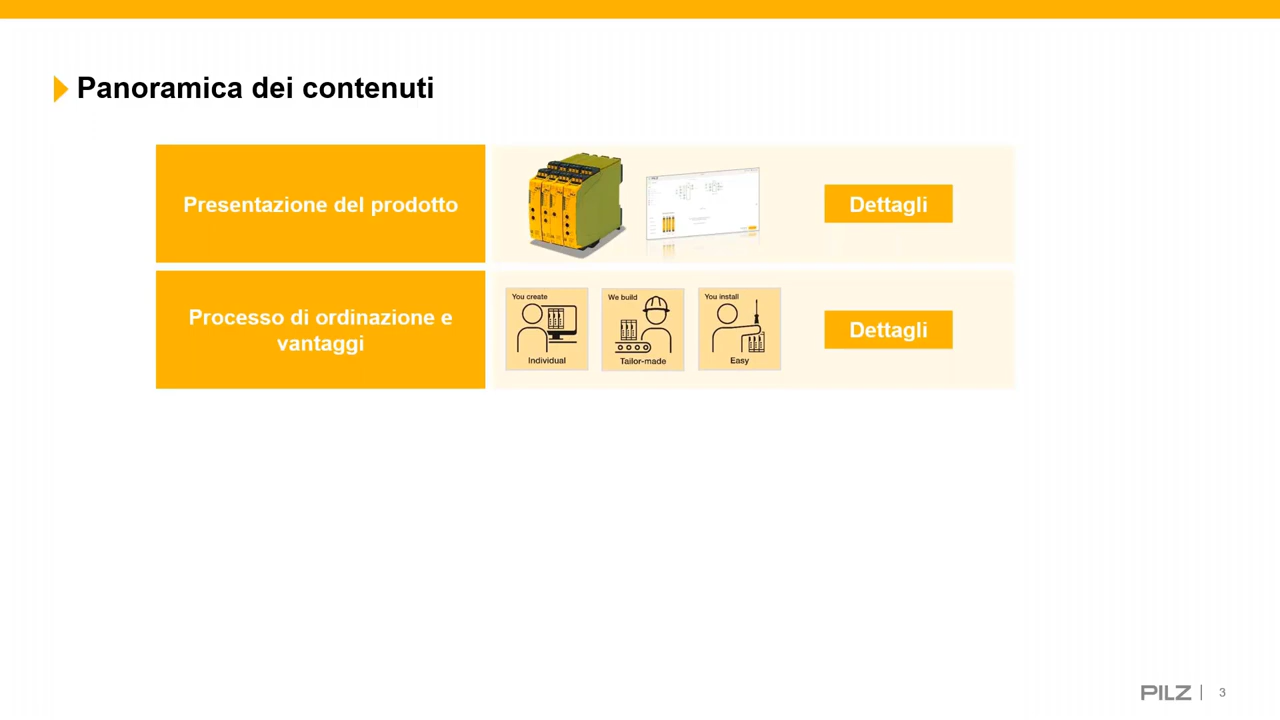 Panoramica dei contenuti
Presentazione del prodotto
Dettagli
Processo di ordinazione e
vantaggi
You create
Individual
We build
Tailor-made
You install
Easy
Dettagli
PILZ
3